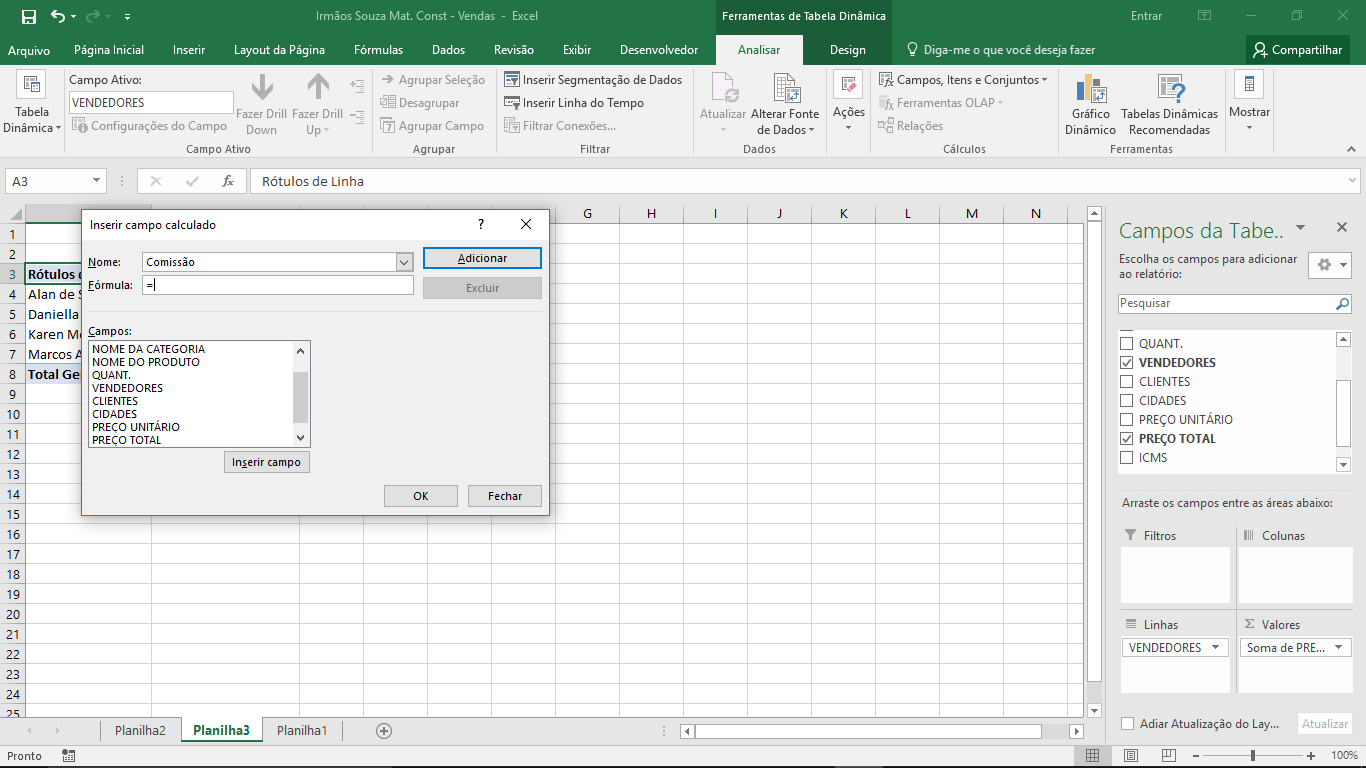 Irmãos Souza Mat. Const - Vendas - Excel
Ferramentas de Tabela Dinâmica
Entrar
Arquivo
Página Inicial
Inserir
Layout da Página
Fórmulas
Dados
Revisão
Exibir
Desenvolvedor
Analisar
Design
Diga-me o que você deseja fazer
Compartilhar
Tabela
Dinâmica
Campo Ativo:
VENDEDORES
Configurações do Campo
Fazer Drill
Down
Fazer Drill
Up
Campo Ativo
Agrupar Seleção
Desagrupar
Agrupar Campo
Agrupar
Inserir Segmentação de Dados
Inserir Linha do Tempo
Filtrar Conexões...
Filtrar
Atualizar
Alterar Fonte
de Dados
Dados
Ações
Campos, Itens e Conjuntos
Ferramentas OLAP
Relações
Cálculos
Gráfico
Dinâmico
Tabelas Dinâmicas
Recomendadas
Ferramentas
Mostrar
A3
fx
Rótulos de Linha
G H I J K L M N
1
2
3 Rótulos d
4 Alan de S
5 Daniella
6 Karen Me
7 Marcos A
8 Total Ger
9
10
11
12
13
14
15
16
17
18
19
20
21
22
23
24
25
Inserir campo calculado
?
Nome:
Comissão
Adicionar
Fórmula:
=
Excluir
Campos:
NOME DA CATEGORIA
NOME DO PRODUTO
QUANT.
VENDEDORES
CLIENTES
CIDADES
PREÇO UNITÁRIO
PREÇO TOTAL
Inserir campo
OK
Fechar
Campos da Tabe...
Escolha os campos para adicionar
ao relatório:
Pesquisar
QUANT.
VENDEDORES
CLIENTES
CIDADES
PREÇO UNITÁRIO
PREÇO TOTAL
ICMS
Arraste os campos entre as áreas abaixo:
Filtros
Colunas
Linhas
Σ Valores
VENDEDORES
Soma de PRE...
Adiar Atualização do Lay...
Atualizar
Planilha2
Planilha3
Planilha1
Pronto
100%